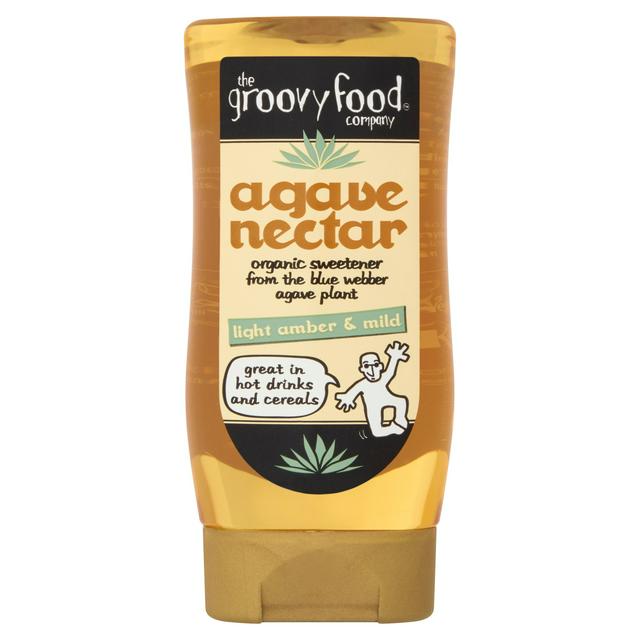 the
groovy food
company
agave
nectar
organic sweetener
from the blue webber
agave plant
light amber & mild
great in
hot drinks
and cereals